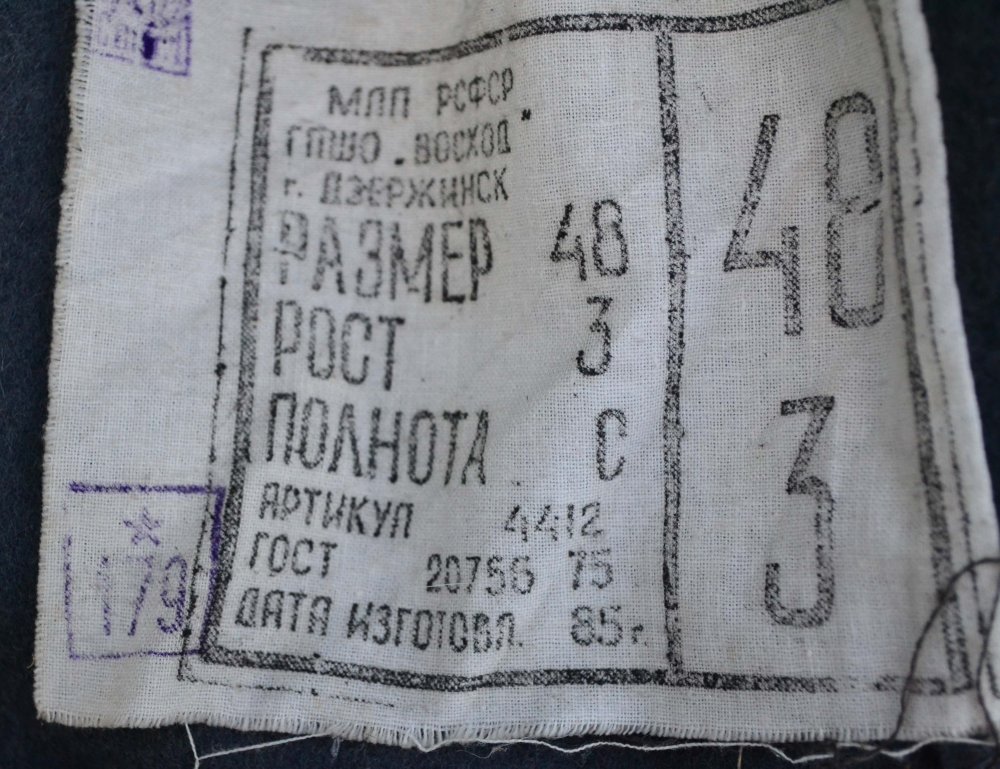 МЛП РСФСР
ГПШО „ВОСХОД"
г. ДЗЕРЖИНСК
РАЗМЕР 48
РОСТ 3
ПОЛНОТА С
АРТИКУЛ 4412
ГОСТ 20756 75
ДАТА ИЗГОТОВЛ. 85г.
48
3
179